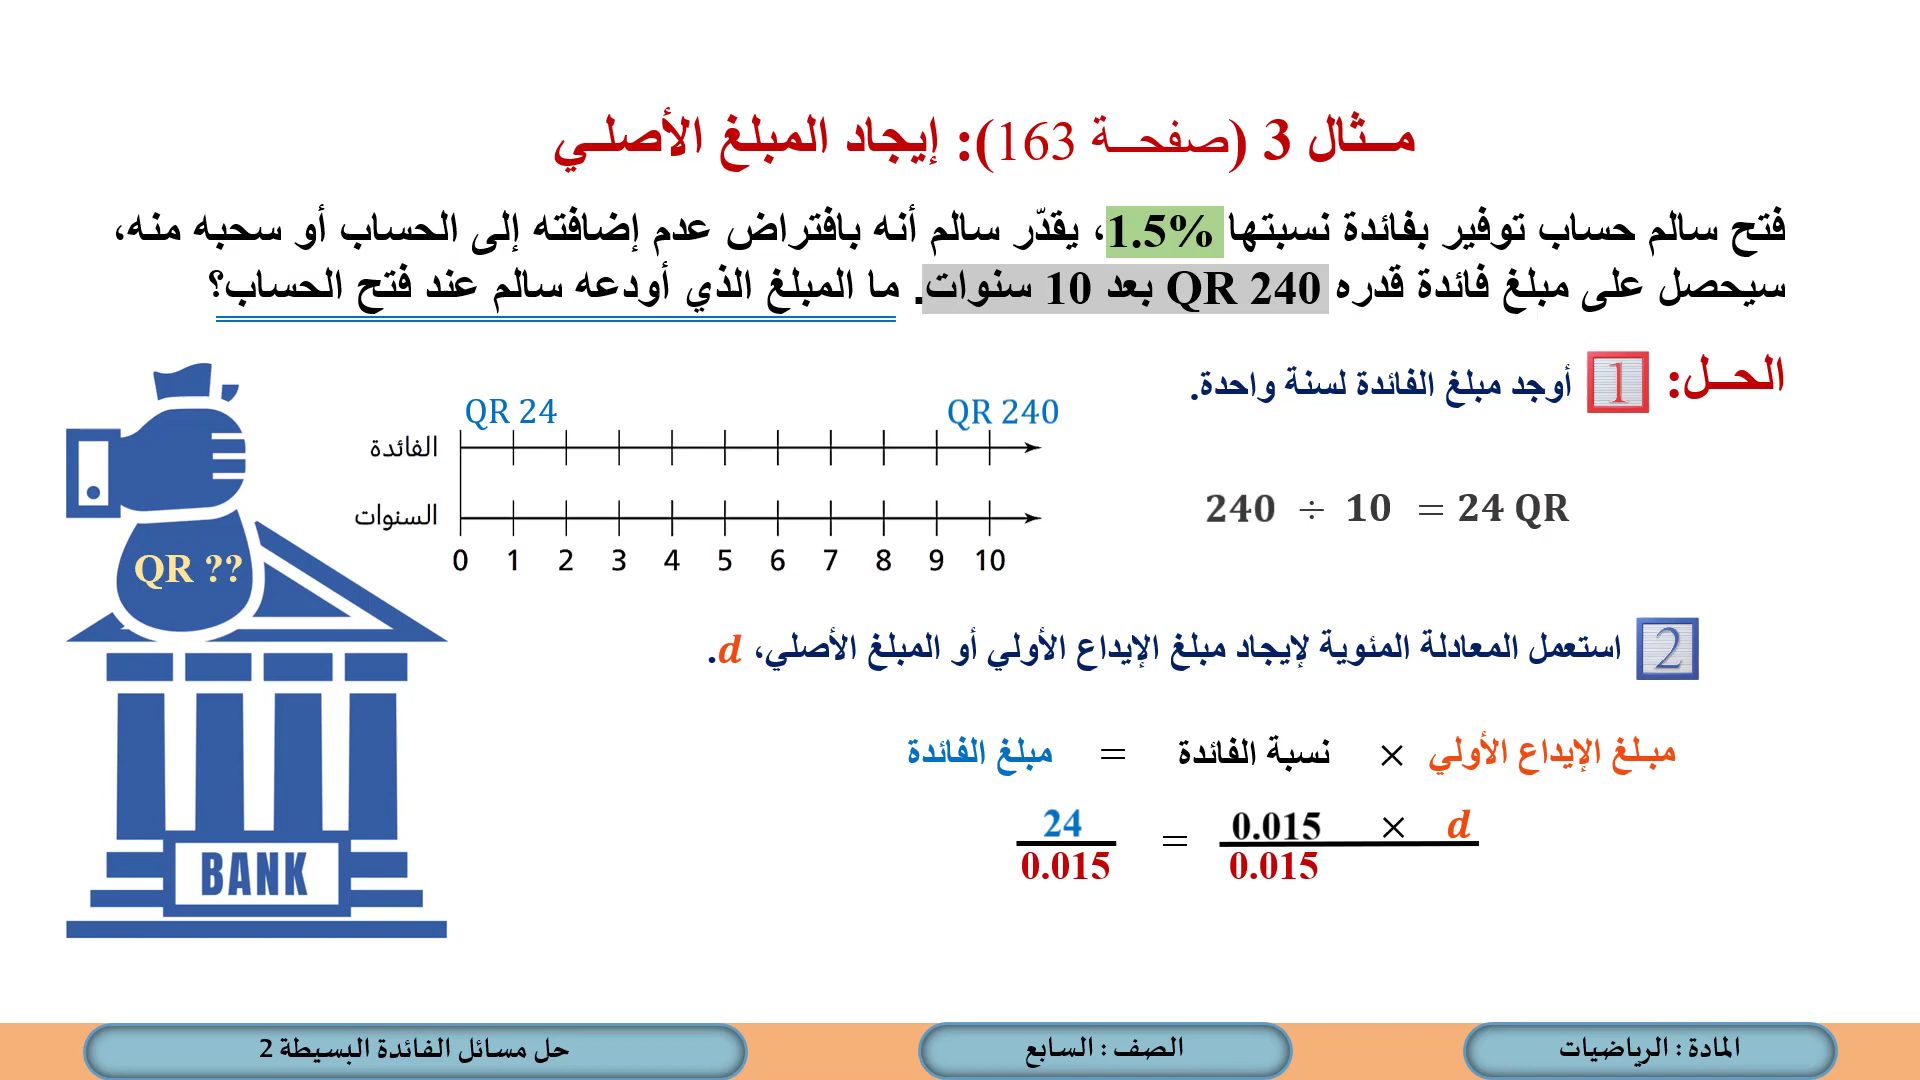 مـــثال 3 (صفحـــة 163): إيجاد المبلغ الأصلـي
فتح سالم حساب توفير بفائدة نسبتها 1.5%، يقدّر سالم أنه بافتراض عدم إضافته إلى الحساب أو سحبه منه،
سيحصل على مبلغ فائدة قدره QR 240 بعد 10 سنوات. ما المبلغ الذي أودعه سالم عند فتح الحساب؟
الحـــل:
1 أوجد مبلغ الفائدة لسنة واحدة.
QR 24 QR 240
الفائدة
السنوات
0 1 2 3 4 5 6 7 8 9 10
240 ÷ 10 = 24 QR
QR ??
2 استعمل المعادلة المئوية لإيجاد مبلغ الإيداع الأولي أو المبلغ الأصلي، d.
مبـلغ الإيداع الأولي × نسبة الفائدة = مبلغ الفائدة
24 = 0.015 × d
0.015 0.015
BANK
المادة : الرياضيات
الصف : السابع
حل مسائل الفائدة البسيطة 2